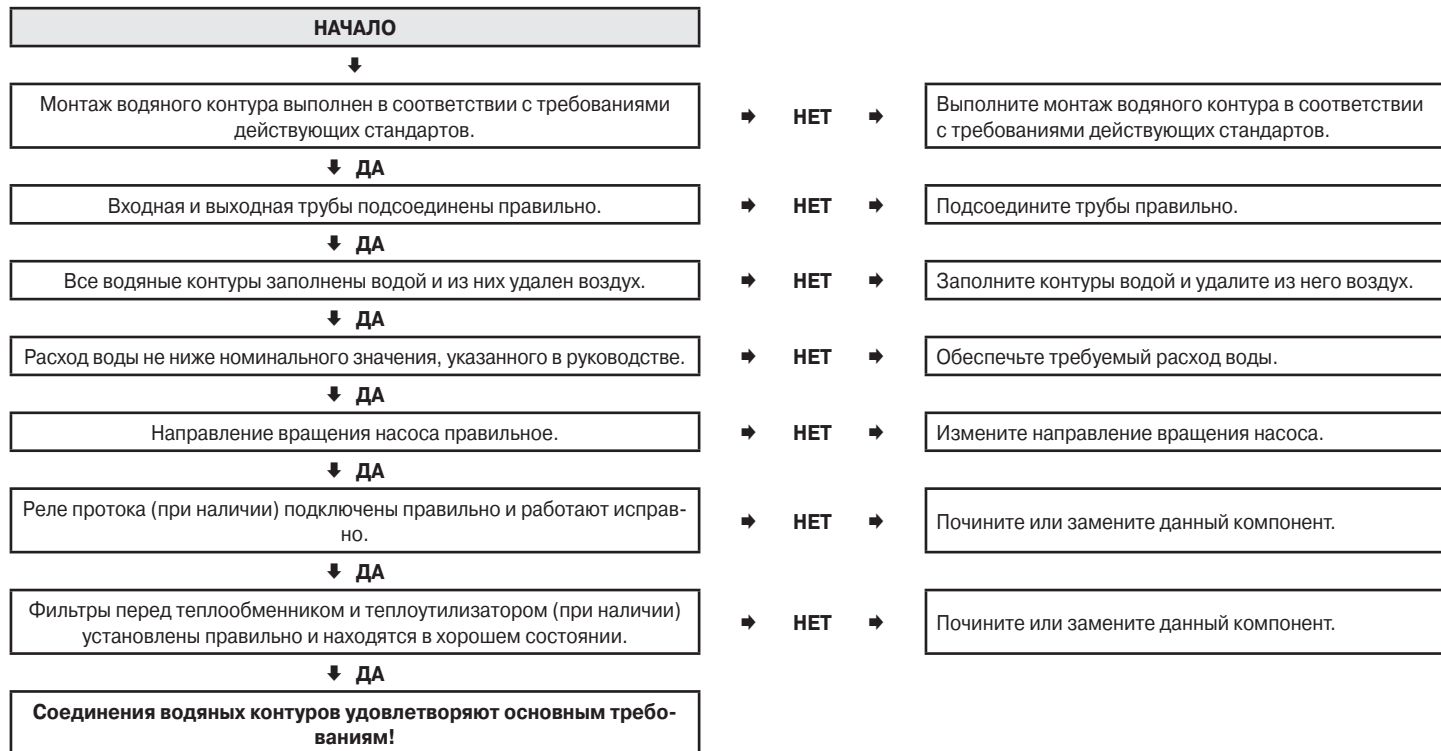 НАЧАЛО
Монтаж водяного контура выполнен в соответствии с требованиями
действующих стандартов.
НЕТ
Выполните монтаж водяного контура в соответствии
с требованиями действующих стандартов.
ДА
Входная и выходная трубы подсоединены правильно.
НЕТ
Подсоедините трубы правильно.
ДА
Все водяные контуры заполнены водой и из них удален воздух.
НЕТ
Заполните контуры водой и удалите из него воздух.
ДА
Расход воды не ниже номинального значения, указанного в руководстве.
НЕТ
Обеспечьте требуемый расход воды.
ДА
Направление вращения насоса правильное.
НЕТ
Измените направление вращения насоса.
ДА
Реле протока (при наличии) подключены правильно и работают исправ-
но.
НЕТ
Почините или замените данный компонент.
ДА
Фильтры перед теплообменником и теплоутилизатором (при наличии)
установлены правильно и находятся в хорошем состоянии.
НЕТ
Почините или замените данный компонент.
ДА
Соединения водяных контуров удовлетворяют основным требо-
ваниям!